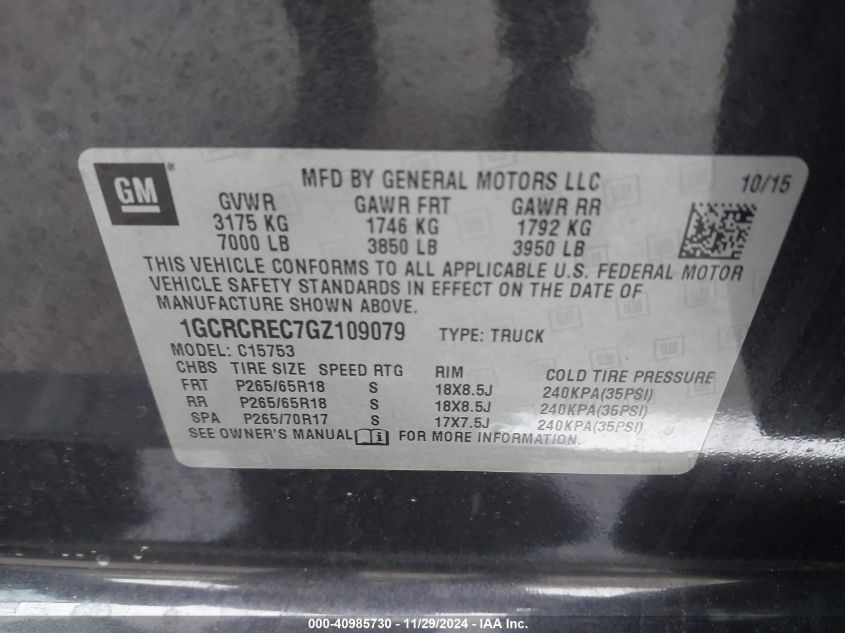 GM
MFD BY GENERAL MOTORS LLC 10/15
GVWR GAWR FRT GAWR RR
3175 KG 1746 KG 1792 KG
7000 LB 3850 LB 3950 LB
THIS VEHICLE CONFORMS TO ALL APPLICABLE U.S. FEDERAL MOTOR
VEHICLE SAFETY STANDARDS IN EFFECT ON THE DATE OF
MANUFACTURE SHOWN ABOVE.
1GCRCREC7GZ109079 TYPE: TRUCK
MODEL: C15753
CHBS TIRE SIZE SPEED RTG RIM COLD TIRE PRESSURE
FRT P265/65R18 S 18X8.5J 240KPA(35PSI)
RR P265/65R18 S 18X8.5J 240KPA(35PSI)
SPA P265/70R17 S 17X7.5J 240KPA(35PSI)
SEE OWNER'S MANUAL FOR MORE INFORMATION.
000-40985730 - 11/29/2024 - IAAI Inc.